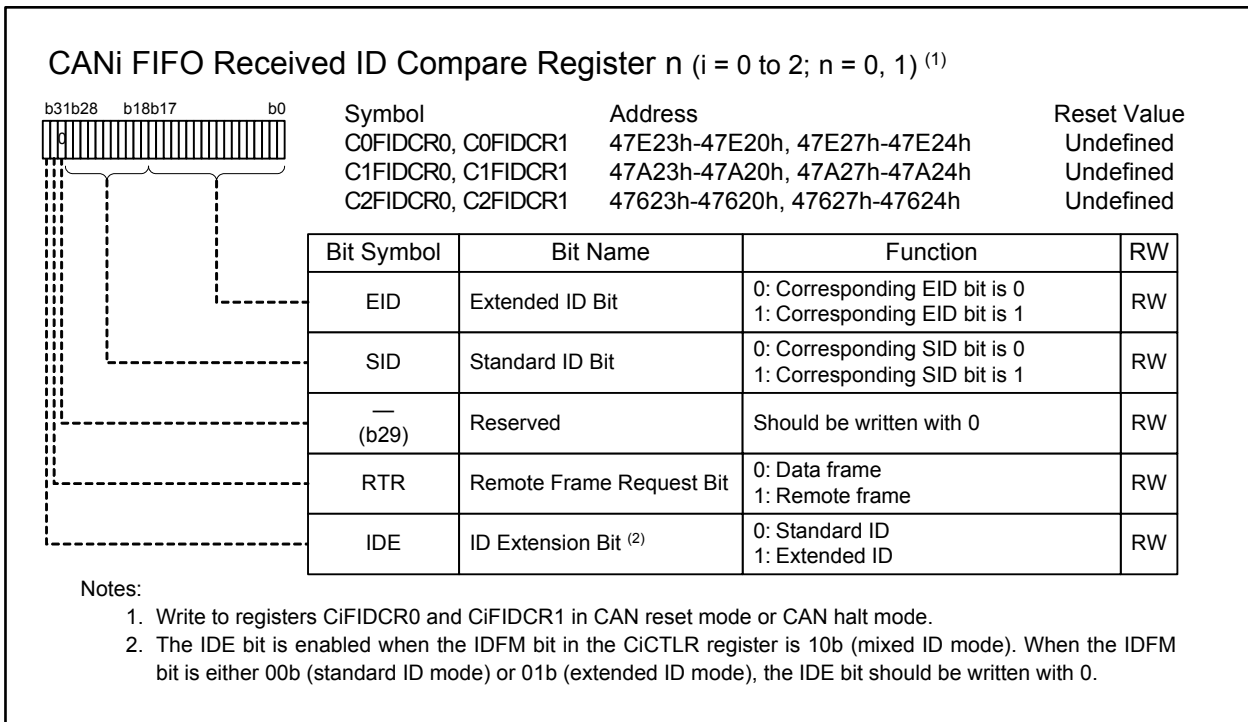 CANi FIFO Received ID Compare Register n (i = 0 to 2; n = 0, 1) (1)
b31b28 b18b17 b0
0
Symbol Address Reset Value
C0FIDCR0, C0FIDCR1 47E23h-47E20h, 47E27h-47E24h Undefined
C1FIDCR0, C1FIDCR1 47A23h-47A20h, 47A27h-47A24h Undefined
C2FIDCR0, C2FIDCR1 47623h-47620h, 47627h-47624h Undefined
Bit Symbol Bit Name Function RW
EID Extended ID Bit 0: Corresponding EID bit is 0
1: Corresponding EID bit is 1 RW
SID Standard ID Bit 0: Corresponding SID bit is 0
1: Corresponding SID bit is 1 RW
—
(b29) Reserved Should be written with 0 RW
RTR Remote Frame Request Bit 0: Data frame
1: Remote frame RW
IDE ID Extension Bit (2) 0: Standard ID
1: Extended ID RW
Notes:
1. Write to registers CiFIDCR0 and CiFIDCR1 in CAN reset mode or CAN halt mode.
2. The IDE bit is enabled when the IDFM bit in the CiCTLR register is 10b (mixed ID mode). When the IDFM
bit is either 00b (standard ID mode) or 01b (extended ID mode), the IDE bit should be written with 0.